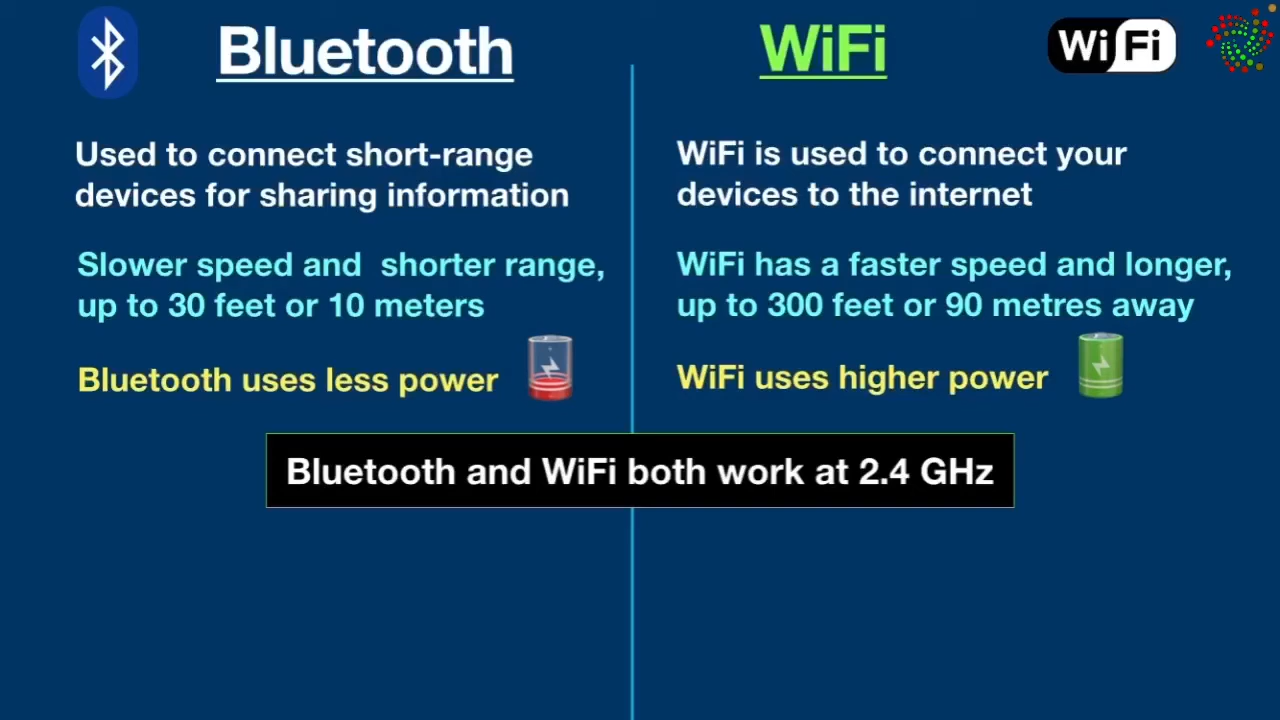 Bluetooth
Used to connect short-range
devices for sharing information
Slower speed and shorter range,
up to 30 feet or 10 meters
Bluetooth uses less power
WiFi
WiFi
WiFi is used to connect your
devices to the internet
WiFi has a faster speed and longer,
up to 300 feet or 90 metres away
WiFi uses higher power
Bluetooth and WiFi both work at 2.4 GHz